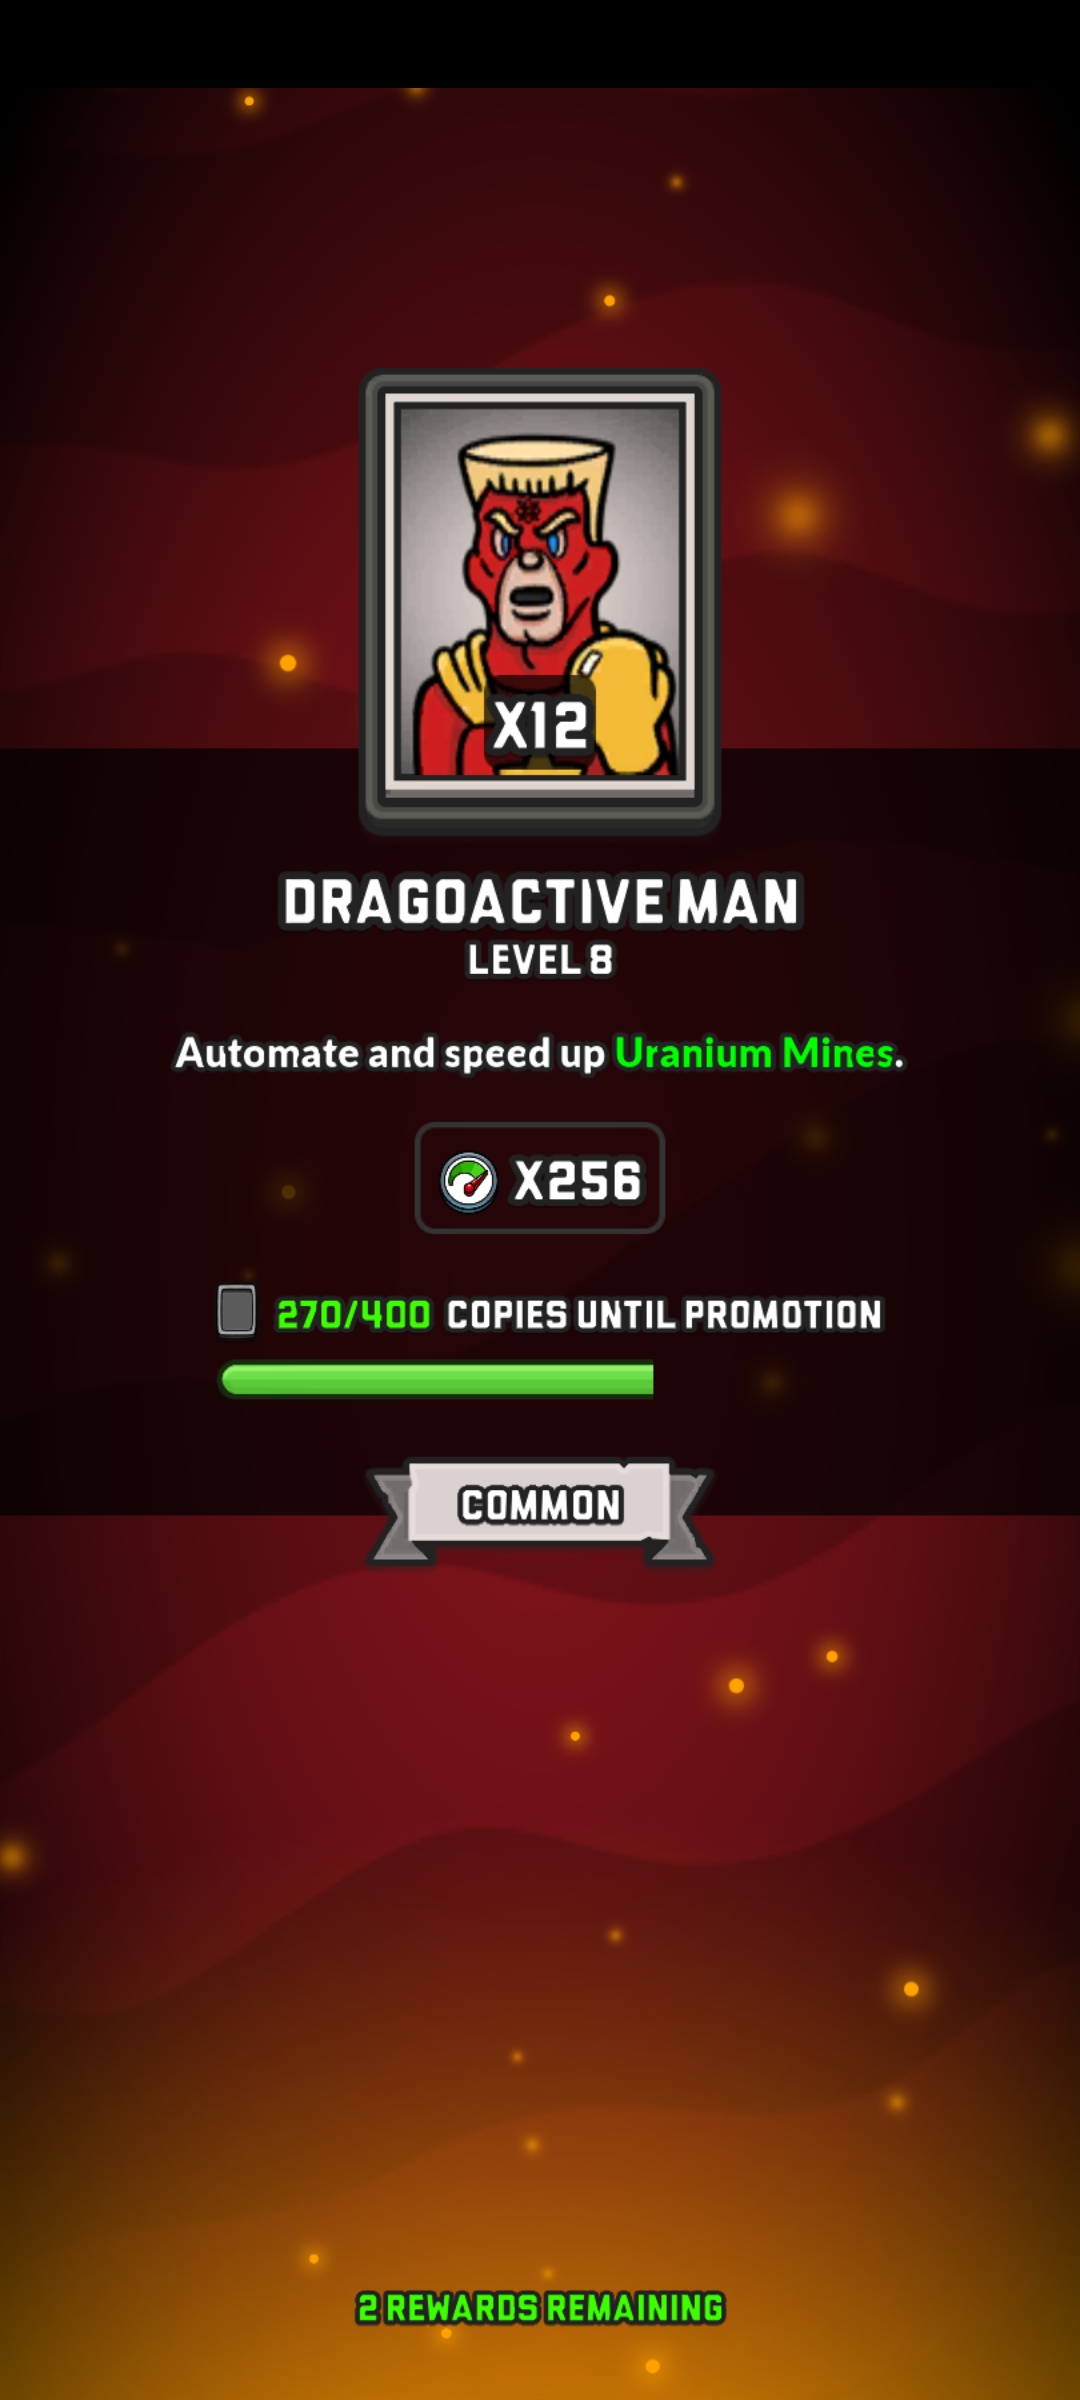 X12
DRAGOACTIVE MAN
LEVEL 8
Automate and speed up Uranium Mines.
X256
270/400 COPIES UNTIL PROMOTION
COMMON
2 REWARDS REMAINING